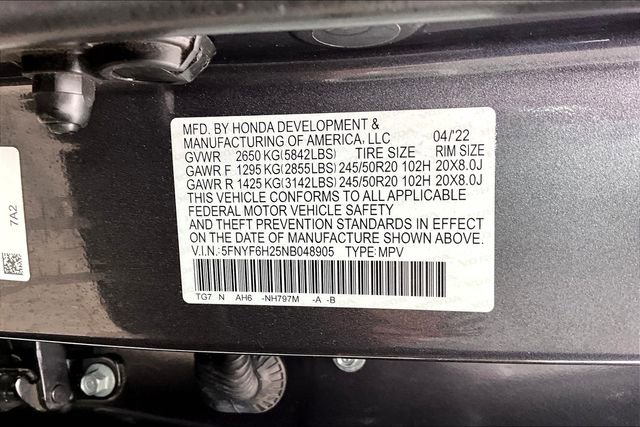 MFD. BY HONDA DEVELOPMENT &
MANUFACTURING OF AMERICA, LLC 04/'22
GVWR 2650 KG(5842LBS) TIRE SIZE RIM SIZE
GAWR F 1295 KG(2855LBS) 245/50R20 102H 20X8.0J
GAWR R 1425 KG(3142LBS) 245/50R20 102H 20X8.0J
THIS VEHICLE CONFORMS TO ALL APPLICABLE
FEDERAL MOTOR VEHICLE SAFETY
AND THEFT PREVENTION STANDARDS IN EFFECT
ON THE DATE OF MANUFACTURE SHOWN ABOVE.
V.I.N.:5FNYF6H25NB048905 TYPE:MPV
TG7 N AH6 -NH797M -A -B
7A2